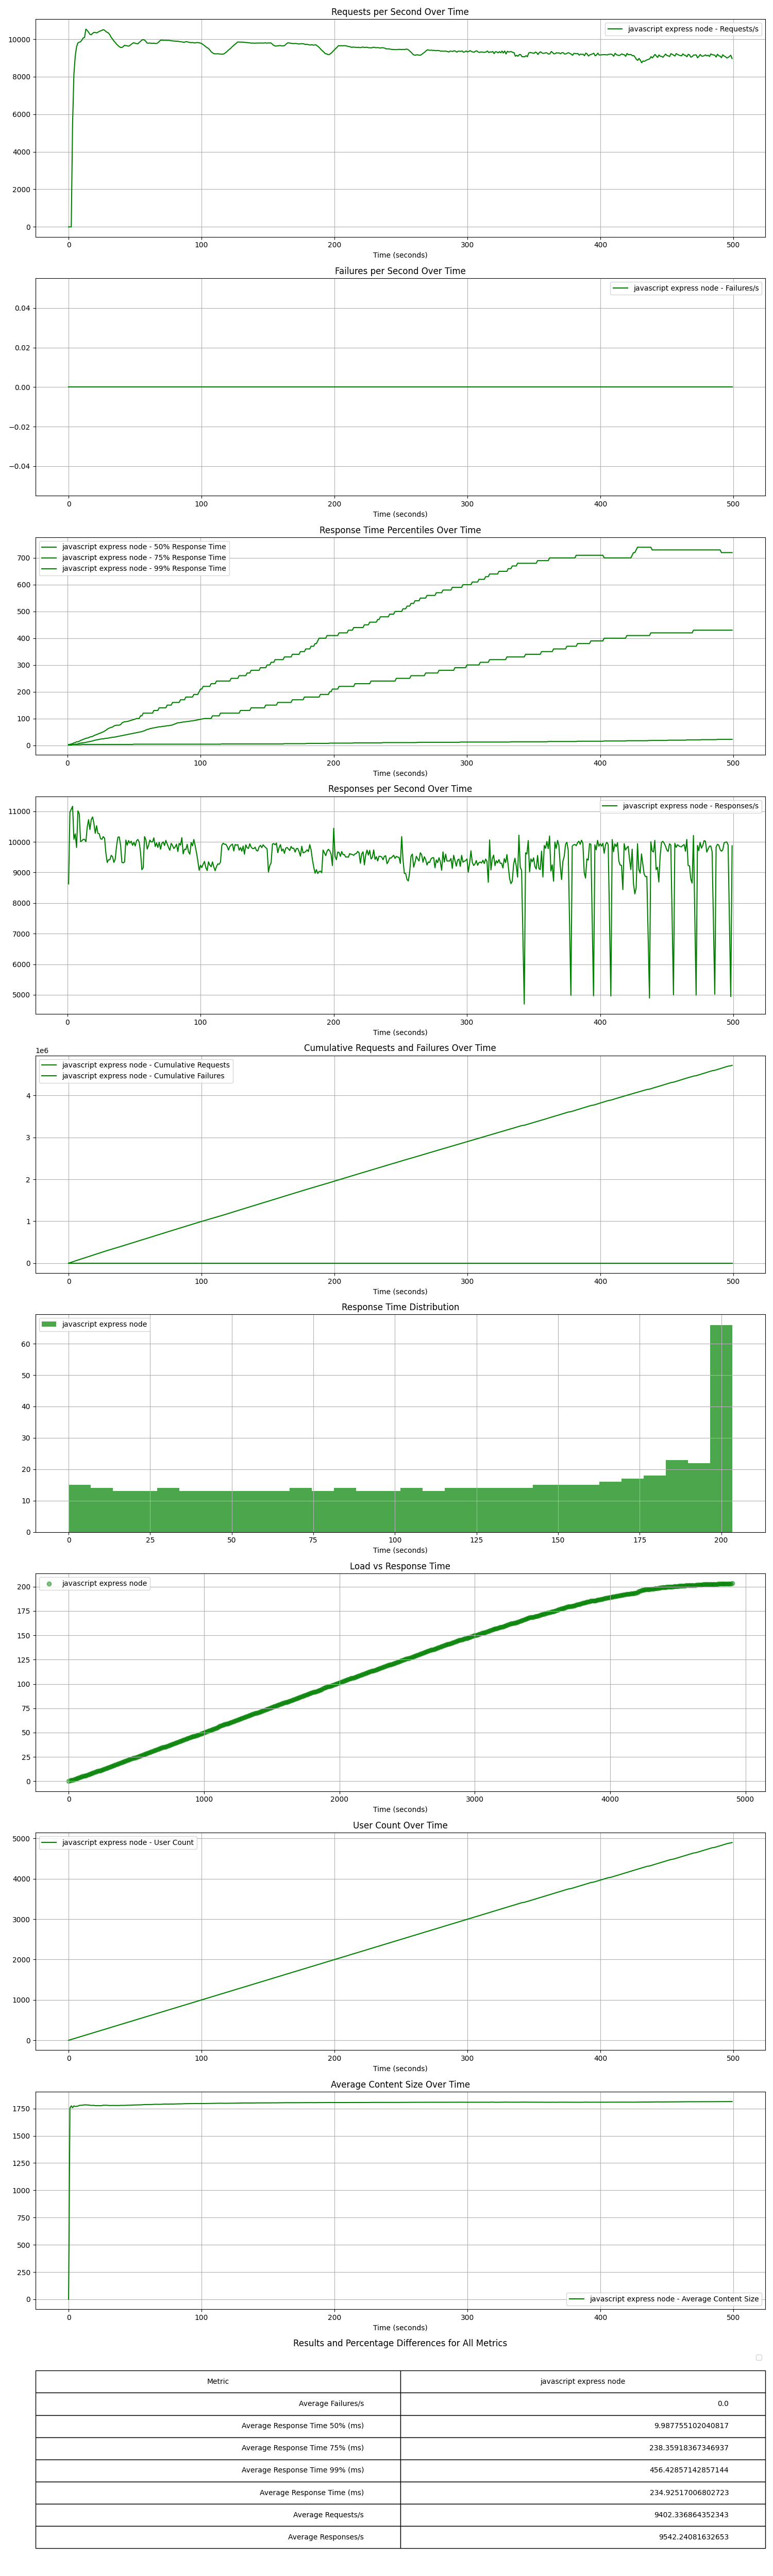 Requests per Second Over Time
javascript express node - Requests/s
10000
8000
6000
4000
2000
0
0 100 200 300 400 500
Time (seconds)
Failures per Second Over Time
javascript express node - Failures/s
0.04
0.02
0.00
−0.02
−0.04
0 100 200 300 400 500
Time (seconds)
Response Time Percentiles Over Time
javascript express node - 50% Response Time
javascript express node - 75% Response Time
javascript express node - 99% Response Time
700
600
500
400
300
200
100
0
0 100 200 300 400 500
Time (seconds)
Responses per Second Over Time
javascript express node - Responses/s
11000
10000
9000
8000
7000
6000
5000
0 100 200 300 400 500
Time (seconds)
Cumulative Requests and Failures Over Time
1e6
javascript express node - Cumulative Requests
javascript express node - Cumulative Failures
4
3
2
1
0
0 100 200 300 400 500
Time (seconds)
Response Time Distribution
javascript express node
60
50
40
30
20
10
0
0 25 50 75 100 125 150 175 200
Time (seconds)
Load vs Response Time
javascript express node
200
175
150
125
100
75
50
25
0
0 1000 2000 3000 4000 5000
Time (seconds)
User Count Over Time
javascript express node - User Count
5000
4000
3000
2000
1000
0
0 100 200 300 400 500
Time (seconds)
Average Content Size Over Time
1750
1500
1250
1000
750
500
250
0
javascript express node - Average Content Size
0 100 200 300 400 500
Time (seconds)
Results and Percentage Differences for All Metrics
Metric javascript express node
Average Failures/s 0.0
Average Response Time 50% (ms) 9.987755102040817
Average Response Time 75% (ms) 238.35918367346937
Average Response Time 99% (ms) 456.42857142857144
Average Response Time (ms) 234.92517006802723
Average Requests/s 9402.336864352343
Average Responses/s 9542.24081632653